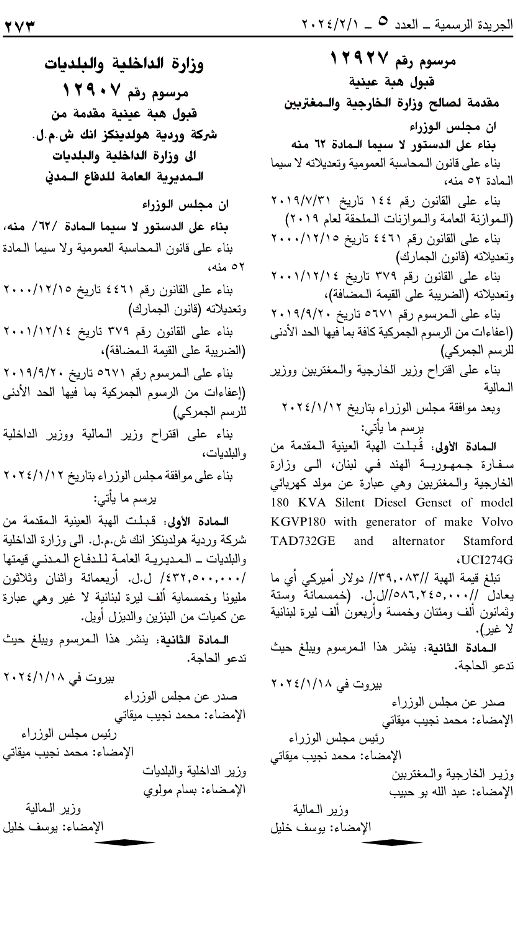 الجريدة الرسمية ــ العدد ٥ ــ ٢٠٢٤/٢/١
٢٧٣
مرسوم رقم ١٢٩٢٧
قبول هبة عينية
مقدمة لصالح وزارة الخارجية والمغتربين
ان مجلس الوزراء
بناء على الدستور لا سيما المادة ٦٢ منه
بناء على قانون المحاسبة العمومية وتعديلاته لا سيما
المادة ٥٢ منه،
بناء على القانون رقم ١٤٤ تاريخ ٢٠١٩/٧/٣١
(الموازنة العامة والموازنات الملحقة لعام ٢٠١٩)
بناء على القانون رقم ٤٤٦١ تاريخ ٢٠٠٠/١٢/١٥
وتعديلاته (قانون الجمارك)
بناء على القانون رقم ٣٧٩ تاريخ ٢٠٠١/١٢/١٤
وتعديلاته (الضريبة على القيمة المضافة)،
بناء على المرسوم رقم ٥٦٧١ تاريخ ٢٠١٩/٩/٢٠
(اعفاءات من الرسوم الجمركية كافة بما فيها الحد الأدنى
للرسم الجمركي)
بناء على اقتراح وزير الخارجية والمغتربين ووزير
المالية
وبعد موافقة مجلس الوزراء بتاريخ ٢٠٢٤/١/١٢
يرسم ما يأتي:
المادة الأولى: قُبلت الهبة العينية المقدمة من
سفارة جمهورية الهند في لبنان، الى وزارة
الخارجية والمغتربين وهي عبارة عن مولد كهربائي
180 KVA Silent Diesel Genset of model
KGVP180 with generator of make Volvo
TAD732GE and alternator Stamford
UCI274G،
تبلغ قيمة الهبة //٣٩,٠٨٣// دولار أميركي أي ما
يعادل //٥٨٦,٢٤٥,٠٠٠//ل.ل. (خمسمائة وستة
وثمانون ألف ومئتان وخمسة وأربعون ألف ليرة لبنانية
لا غير).
المادة الثانية: ينشر هذا المرسوم ويبلغ حيث
تدعو الحاجة.
بيروت في ٢٠٢٤/١/١٨
صدر عن مجلس الوزراء
الإمضاء: محمد نجيب ميقاتي
رئيس مجلس الوزراء
الإمضاء: محمد نجيب ميقاتي
وزير الخارجية والمغتربين
الإمضاء: عبد الله بو حبيب
وزير المالية
الإمضاء: يوسف خليل
وزارة الداخلية والبلديات
مرسوم رقم ١٢٩٠٧
قبول هبة عينية مقدمة من
شركة وردية هولدينكز انك ش.م.ل.
الى وزارة الداخلية والبلديات
المديرية العامة للدفاع المدني
ان مجلس الوزراء
بناء على الدستور لا سيما المادة /٦٢/ منه،
بناء على قانون المحاسبة العمومية ولا سيما المادة
٥٢ منه،
بناء على القانون رقم ٤٤٦١ تاريخ ٢٠٠٠/١٢/١٥
وتعديلاته (قانون الجمارك)
بناء على القانون رقم ٣٧٩ تاريخ ٢٠٠١/١٢/١٤
(الضريبة على القيمة المضافة)،
بناء على المرسوم رقم ٥٦٧١ تاريخ ٢٠١٩/٩/٢٠
(إعفاءات من الرسوم الجمركية بما فيها الحد الأدنى
للرسم الجمركي)
بناء على اقتراح وزير المالية ووزير الداخلية
والبلديات،
بناء على موافقة مجلس الوزراء بتاريخ ٢٠٢٤/١/١٢
يرسم ما يأتي:
المادة الأولى: قبلت الهبة العينية المقدمة من
شركة وردية هولدينكز انك ش.م.ل. الى وزارة الداخلية
والبلديات ــ المديرية العامة للدفاع المدني قيمتها
/٤٣٢,٥٠٠,٠٠٠/ ل.ل. أربعمائة واثنان وثلاثون
مليونا وخمسماية ألف ليرة لبنانية لا غير وهي عبارة
عن كميات من البنزين والديزل أويل.
المادة الثانية: ينشر هذا المرسوم ويبلغ حيث
تدعو الحاجة.
بيروت في ٢٠٢٤/١/١٨
صدر عن مجلس الوزراء
الإمضاء: محمد نجيب ميقاتي
رئيس مجلس الوزراء
الإمضاء: محمد نجيب ميقاتي
وزير الداخلية والبلديات
الإمضاء: بسام مولوي
وزير المالية
الإمضاء: يوسف خليل